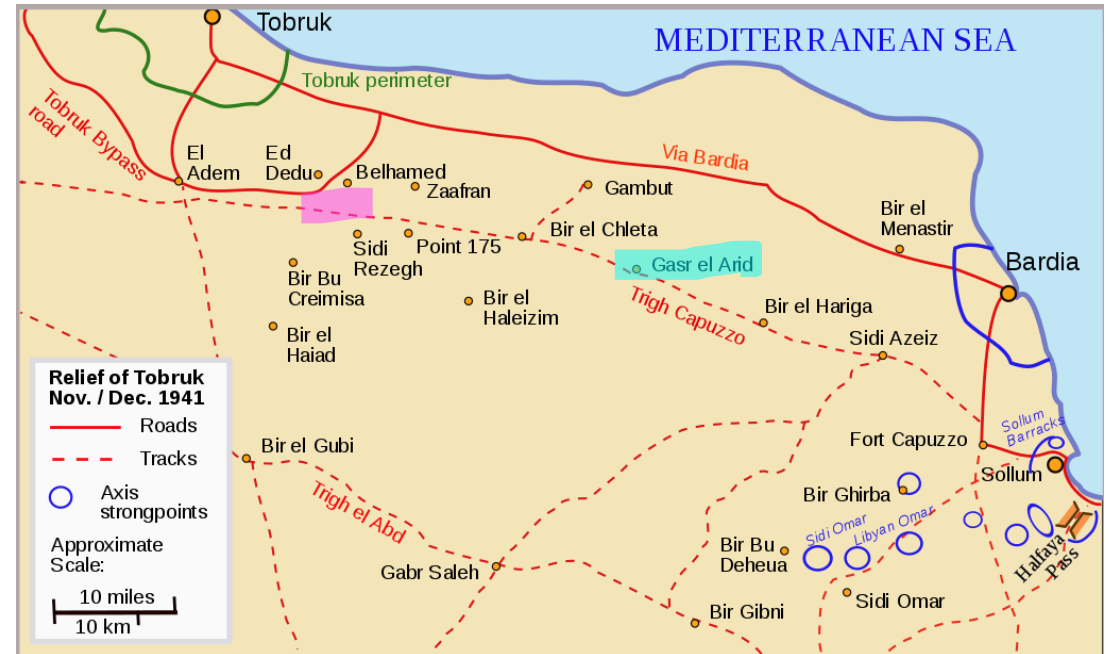 Tobruk
MEDITERRANEAN SEA
Tobruk perimeter
Tobruk Bypass
road
El
Adem
Ed
Dedu
Belhamed
Zaafran
Via Bardia
Gambut
Bir el
Menastir
Bardia
Sidi
Rezegh
Point 175
Bir el Chleta
Gasr el Arid
Bir Bu
Creimisa
Bir el
Haleizim
Trigh Capuzzo
Bir el Hariga
Bir el
Haiad
Sidi Azeiz
Relief of Tobruk
Nov. / Dec. 1941
Roads
Tracks
Axis
strongpoints
Approximate
Scale:
10 miles
10 km
Bir el Gubi
Trigh el Abd
Gabr Saleh
Fort Capuzzo
Sollum
Barracks
Sollum
Bir Ghirba
Sidi Omar
Libyan Omar
Halfaya
Pass
Bir Bu
Deheua
Sidi Omar
Bir Gibni